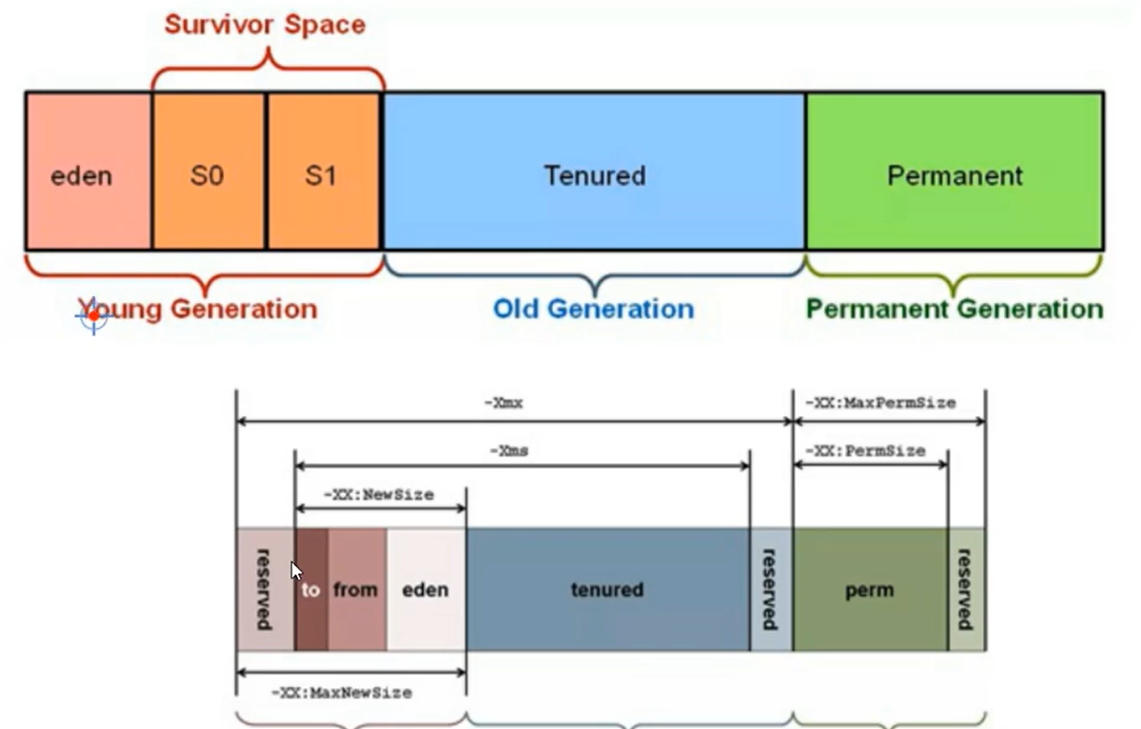 Survivor Space
eden
S0
S1
Tenured
Permanent
Young Generation
Old Generation
Permanent Generation
-Xmx
-XX:MaxPermSize
-Xms
-XX:PermSize
-XX:NewSize
reserved
to
from
eden
tenured
reserved
perm
reserved
-XX:MaxNewSize